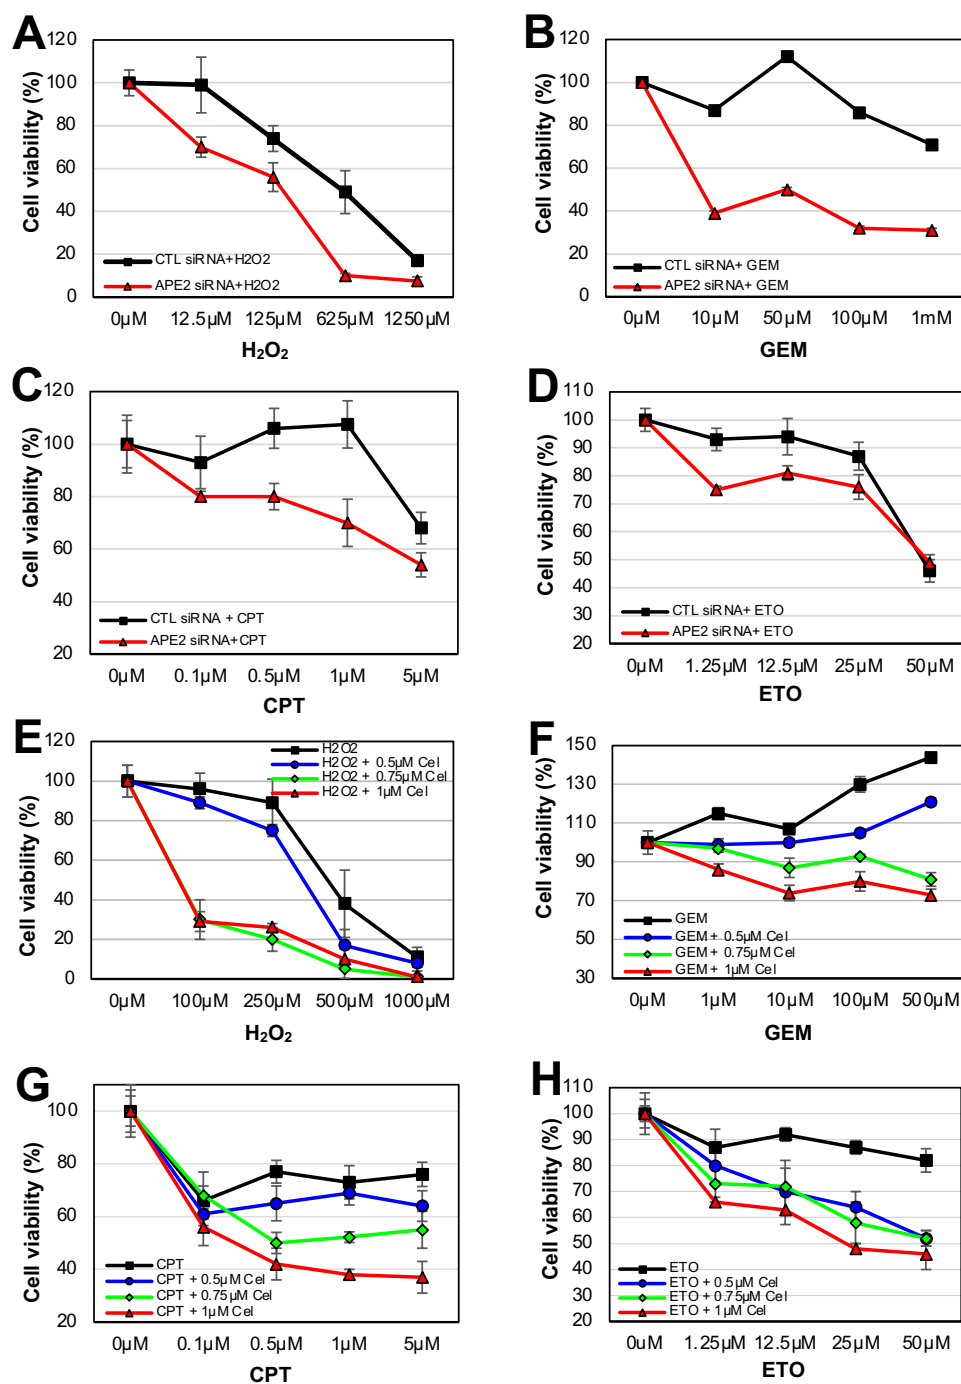 A
Cell viability (%)
120
100
80
60
40
20
0
CTL siRNA+H2O2
APE2 siRNA+H2O2
0µM 12.5µM 125µM 625µM 1250µM
H₂O₂
B
Cell viability (%)
120
100
80
60
40
20
0
CTL siRNA+ GEM
APE2 siRNA+ GEM
0µM 10µM 50µM 100µM 1mM
GEM
C
Cell viability (%)
120
100
80
60
40
20
CTL siRNA + CPT
APE2 siRNA+CPT
0µM 0.1µM 0.5µM 1µM 5µM
CPT
D
Cell viability (%)
110
100
90
80
70
60
50
40
30
20
CTL siRNA+ ETO
APE2 siRNA+ ETO
0µM 1.25µM 12.5µM 25µM 50µM
ETO
E
Cell viability (%)
120
100
80
60
40
20
0
H2O2
H2O2 + 0.5µM Cel
H2O2 + 0.75µM Cel
H2O2 + 1µM Cel
0µM 100µM 250µM 500µM 1000µM
H₂O₂
F
Cell viability (%)
150
130
110
90
70
50
30
GEM
GEM + 0.5µM Cel
GEM + 0.75µM Cel
GEM + 1µM Cel
0µM 1µM 10µM 100µM 500µM
GEM
G
Cell viability (%)
100
80
60
40
20
CPT
CPT + 0.5µM Cel
CPT + 0.75µM Cel
CPT + 1µM Cel
0µM 0.1µM 0.5µM 1µM 5µM
CPT
H
Cell viability (%)
110
100
90
80
70
60
50
40
30
20
ETO
ETO + 0.5µM Cel
ETO + 0.75µM Cel
ETO + 1µM Cel
0uM 1.25µM 12.5µM 25µM 50µM
ETO